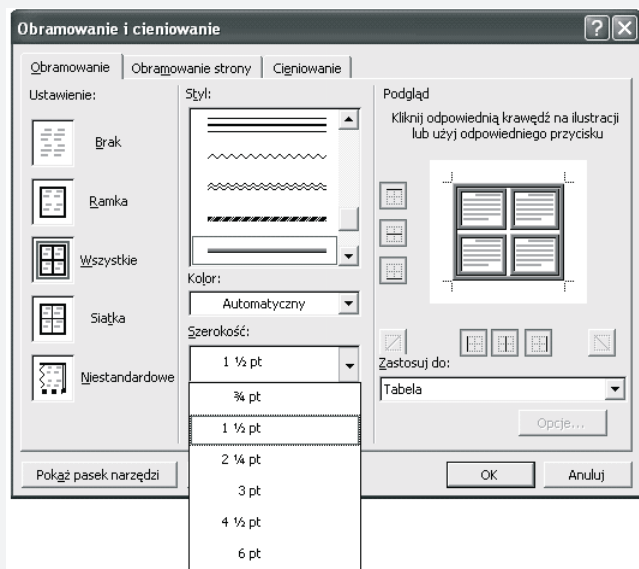 Obramowanie i cieniowanie
Obramowanie
Obramowanie strony
Cieniowanie
Ustawienie:
Brak
Ramka
Wszystkie
Siatka
Niestandardowe
Styl:
Kolor:
Automatyczny
Szerokość:
1 ½ pt
¾ pt
1 ½ pt
2 ¼ pt
3 pt
4 ½ pt
6 pt
Podgląd
Kliknij odpowiednią krawędź na ilustracji
lub użyj odpowiedniego przycisku
Zastosuj do:
Tabela
Opcje...
Pokaż pasek narzędzi
OK
Anuluj